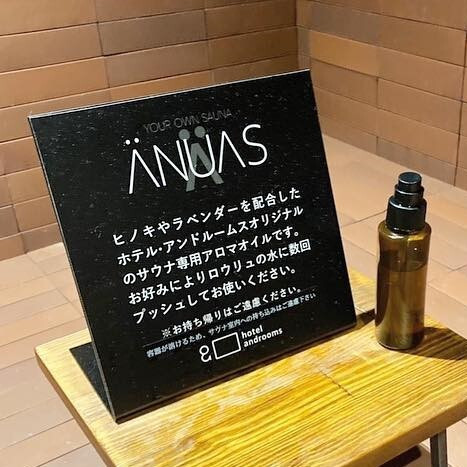 YOUR OWN SAUNA
ÄNÜAS
ヒノキやラベンダーを配合した
ホテル・アンドルームスオリジナル
のサウナ専用アロマオイルです。
お好みによりロウリュの水に数回
プッシュしてお使いください。
※お持ち帰りはご遠慮ください。
容器が溶けるため、サウナ室内への持ち込みはご遠慮下さい
hotel
androoms